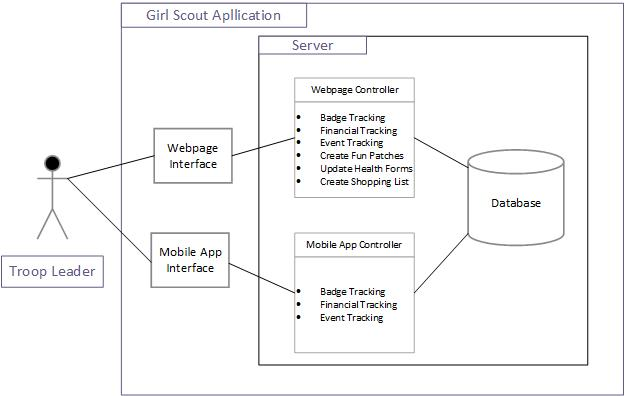 Girl Scout Apllication
Server
Webpage Controller
• Badge Tracking
• Financial Tracking
• Event Tracking
• Create Fun Patches
• Update Health Forms
• Create Shopping List
Webpage
Interface
Database
Troop Leader
Mobile App
Interface
Mobile App Controller
• Badge Tracking
• Financial Tracking
• Event Tracking